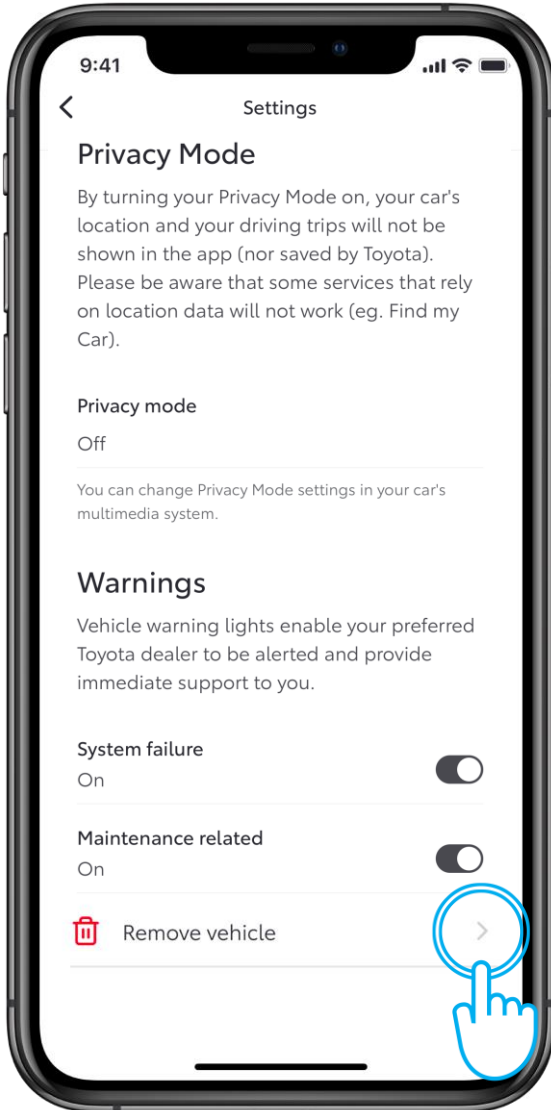 9:41
Settings
Privacy Mode
By turning your Privacy Mode on, your car's
location and your driving trips will not be
shown in the app (nor saved by Toyota).
Please be aware that some services that rely
on location data will not work (eg. Find my
Car).
Privacy mode
Off
You can change Privacy Mode settings in your car's
multimedia system.
Warnings
Vehicle warning lights enable your preferred
Toyota dealer to be alerted and provide
immediate support to you.
System failure
On
Maintenance related
On
Remove vehicle